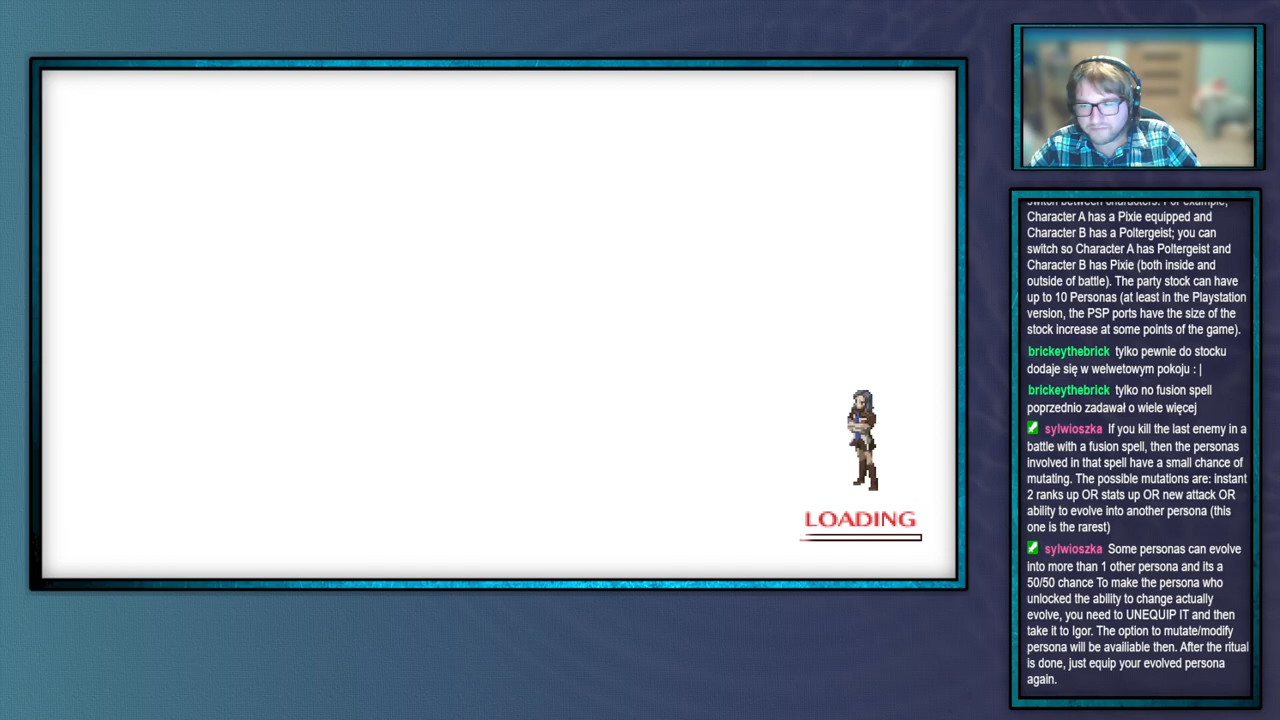 switch between characters. For example,
Character A has a Pixie equipped and
Character B has a Poltergeist; you can
switch so Character A has Poltergeist and
Character B has Pixie (both inside and
outside of battle). The party stock can have
up to 10 Personas (at least in the Playstation
version, the PSP ports have the size of the
stock increase at some points of the game).
brickeythebrick tylko pewnie do stocku
dodaje się w welwetowym pokoju : |
brickeythebrick tylko no fusion spell
poprzednio zadawał o wiele więcej
sylwioszka If you kill the last enemy in a
battle with a fusion spell, then the personas
involved in that spell have a small chance of
mutating. The possible mutations are: instant
2 ranks up OR stats up OR new attack OR
ability to evolve into another persona (this
one is the rarest)
sylwioszka Some personas can evolve
into more than 1 other persona and its a
50/50 chance To make the persona who
unlocked the ability to change actually
evolve, you need to UNEQUIP IT and then
take it to Igor. The option to mutate/modify
persona will be availiable then. After the ritual
is done, just equip your evolved persona
again.
LOADING